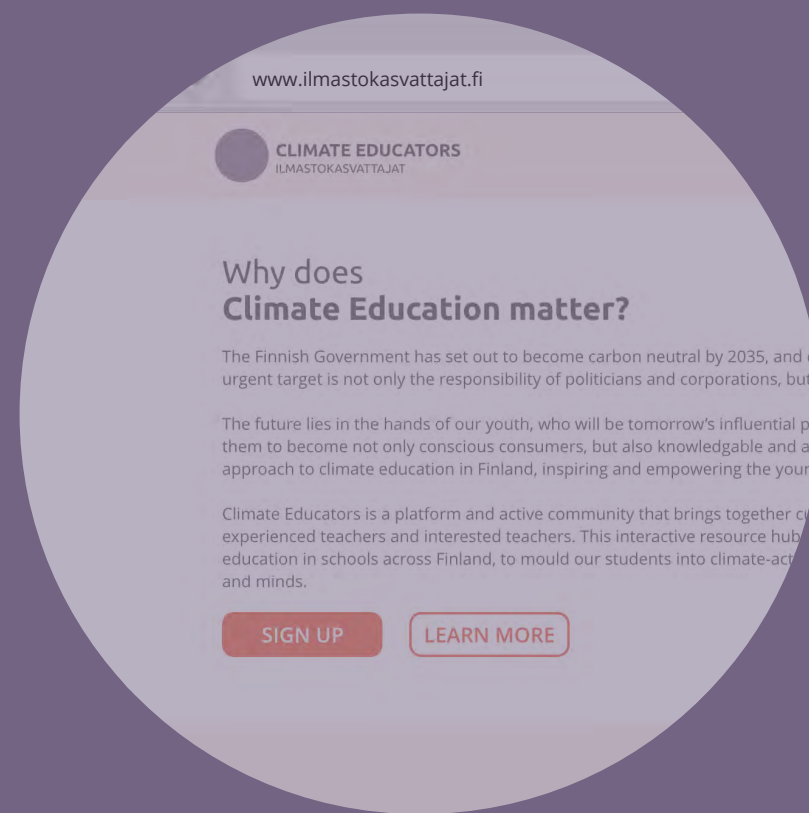 www.ilmastokasvattajat.fi
CLIMATE EDUCATORS
ILMASTOKASVATTAJAT
Why does
Climate Education matter?
The Finnish Government has set out to become carbon neutral by 2035, and
urgent target is not only the responsibility of politicians and corporations, but
The future lies in the hands of our youth, who will be tomorrow's influential
them to become not only conscious consumers, but also knowledgable and
approach to climate education in Finland, inspiring and empowering the
Climate Educators is a platform and active community that brings together
experienced teachers and interested teachers. This interactive resource hub
education in schools across Finland, to mould our students into
and minds.
SIGN UP
LEARN MORE